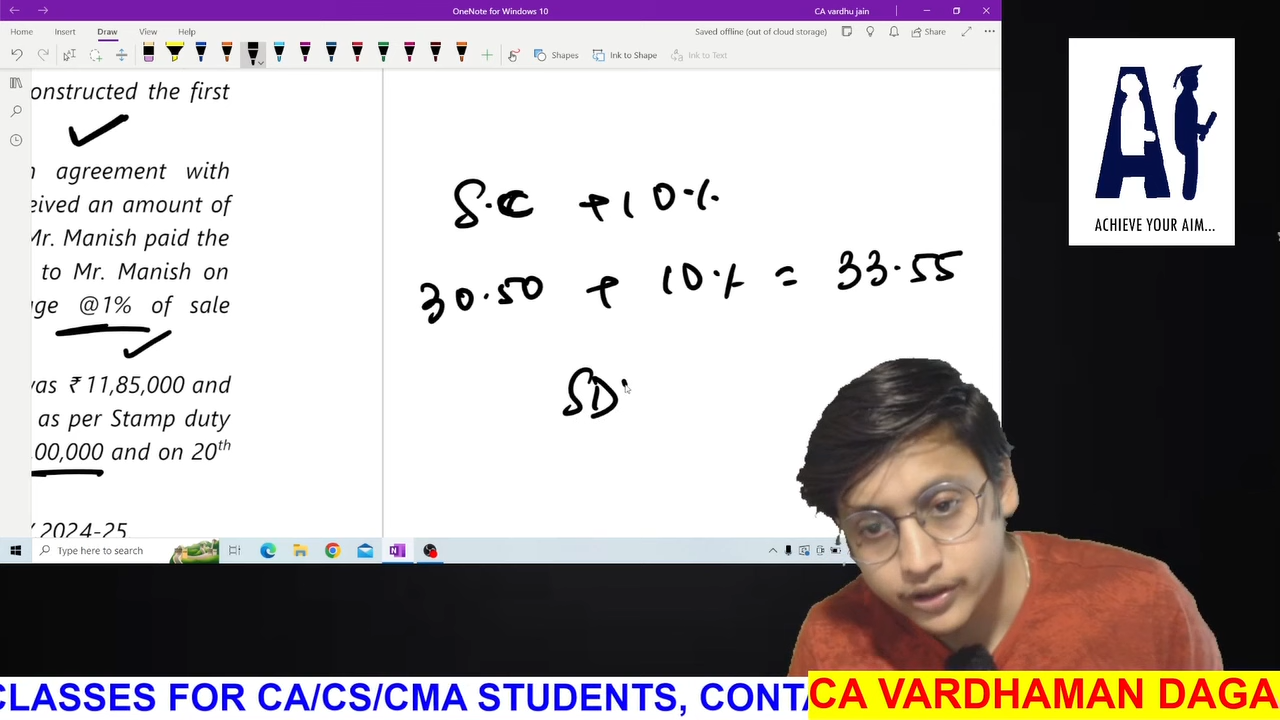 OneNote for Windows 10
CA vardhu jain
Home Insert Draw View Help
Saved offline (out of cloud storage)
Share
Shapes
Ink to Shape
Ink to Text
onstructed the first
agreement with
eived an amount of
Mr. Manish paid the
to Mr. Manish on
ge @1% of sale
vas ₹ 11,85,000 and
as per Stamp duty
00,000 and on 20th
2024-25
S.C +10%
30.50 + 10% = 33.55
SD
ACHIEVE YOUR AIM...
Type here to search
CLASSES FOR CA/CS/CMA STUDENTS, CONTA
CA VARDHAMAN DAGA